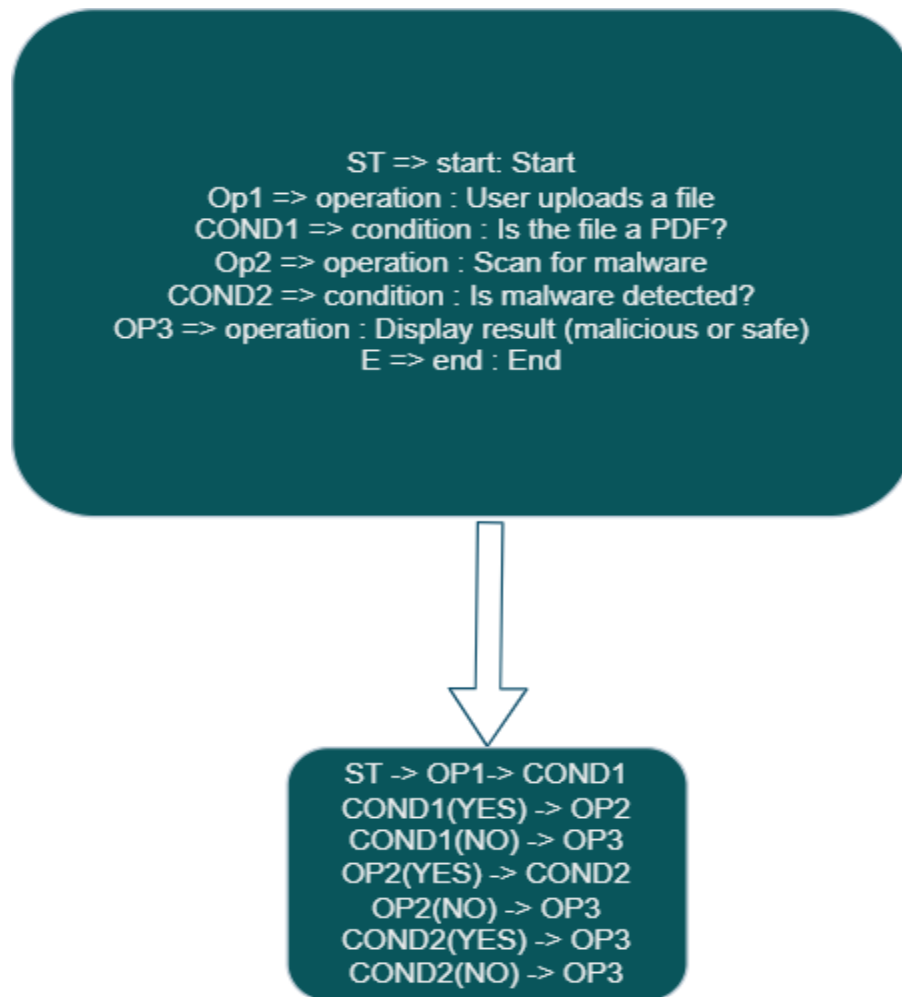 ST => start: Start
Op1 => operation : User uploads a file
COND1 => condition : Is the file a PDF?
Op2 => operation : Scan for malware
COND2 => condition : Is malware detected?
OP3 => operation : Display result (malicious or safe)
E => end : End
ST -> OP1-> COND1
COND1(YES) -> OP2
COND1(NO) -> OP3
OP2(YES) -> COND2
OP2(NO) -> OP3
COND2(YES) -> OP3
COND2(NO) -> OP3